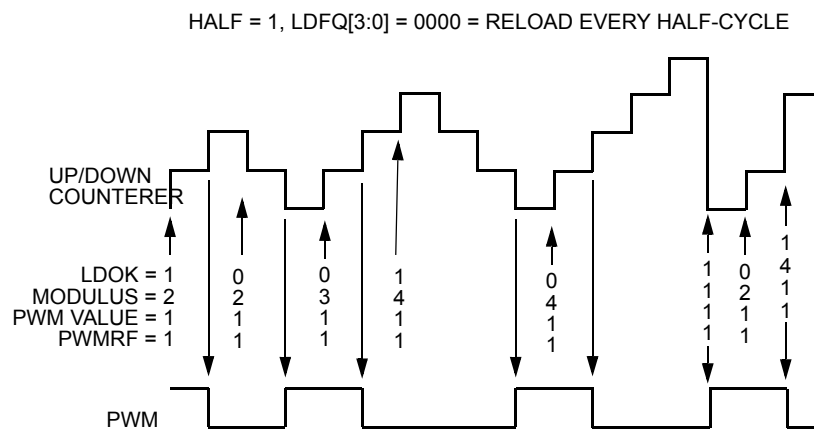 HALF = 1, LDFQ[3:0] = 0000 = RELOAD EVERY HALF-CYCLE
UP/DOWN
COUNTERER
LDOK = 1 0 0 1 0 1 0 1
MODULUS = 2 2 3 4 4 1 2 4
PWM VALUE = 1 1 1 1 1 1 1 1
PWMRF = 1 1 1 1 1 1 1 1
PWM